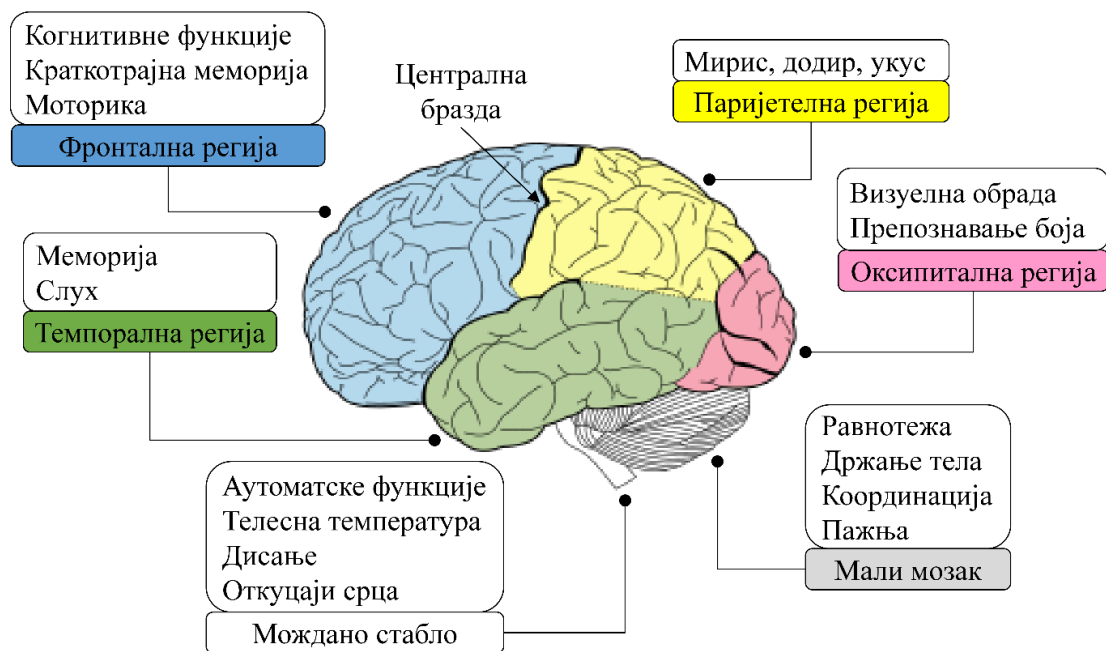 Когнитивне функције
Краткотрајна меморија
Моторика
Фронтална регија
Централна
бразда
Мирис, додир, укус
Паријетелна регија
Визуелна обрада
Препознавање боја
Оксипитална регија
Меморија
Слух
Темпорална регија
Аутоматске функције
Телесна температура
Дисање
Откуцаји срца
Мождано стабло
Равнотежа
Држање тела
Координација
Пажња
Мали мозак